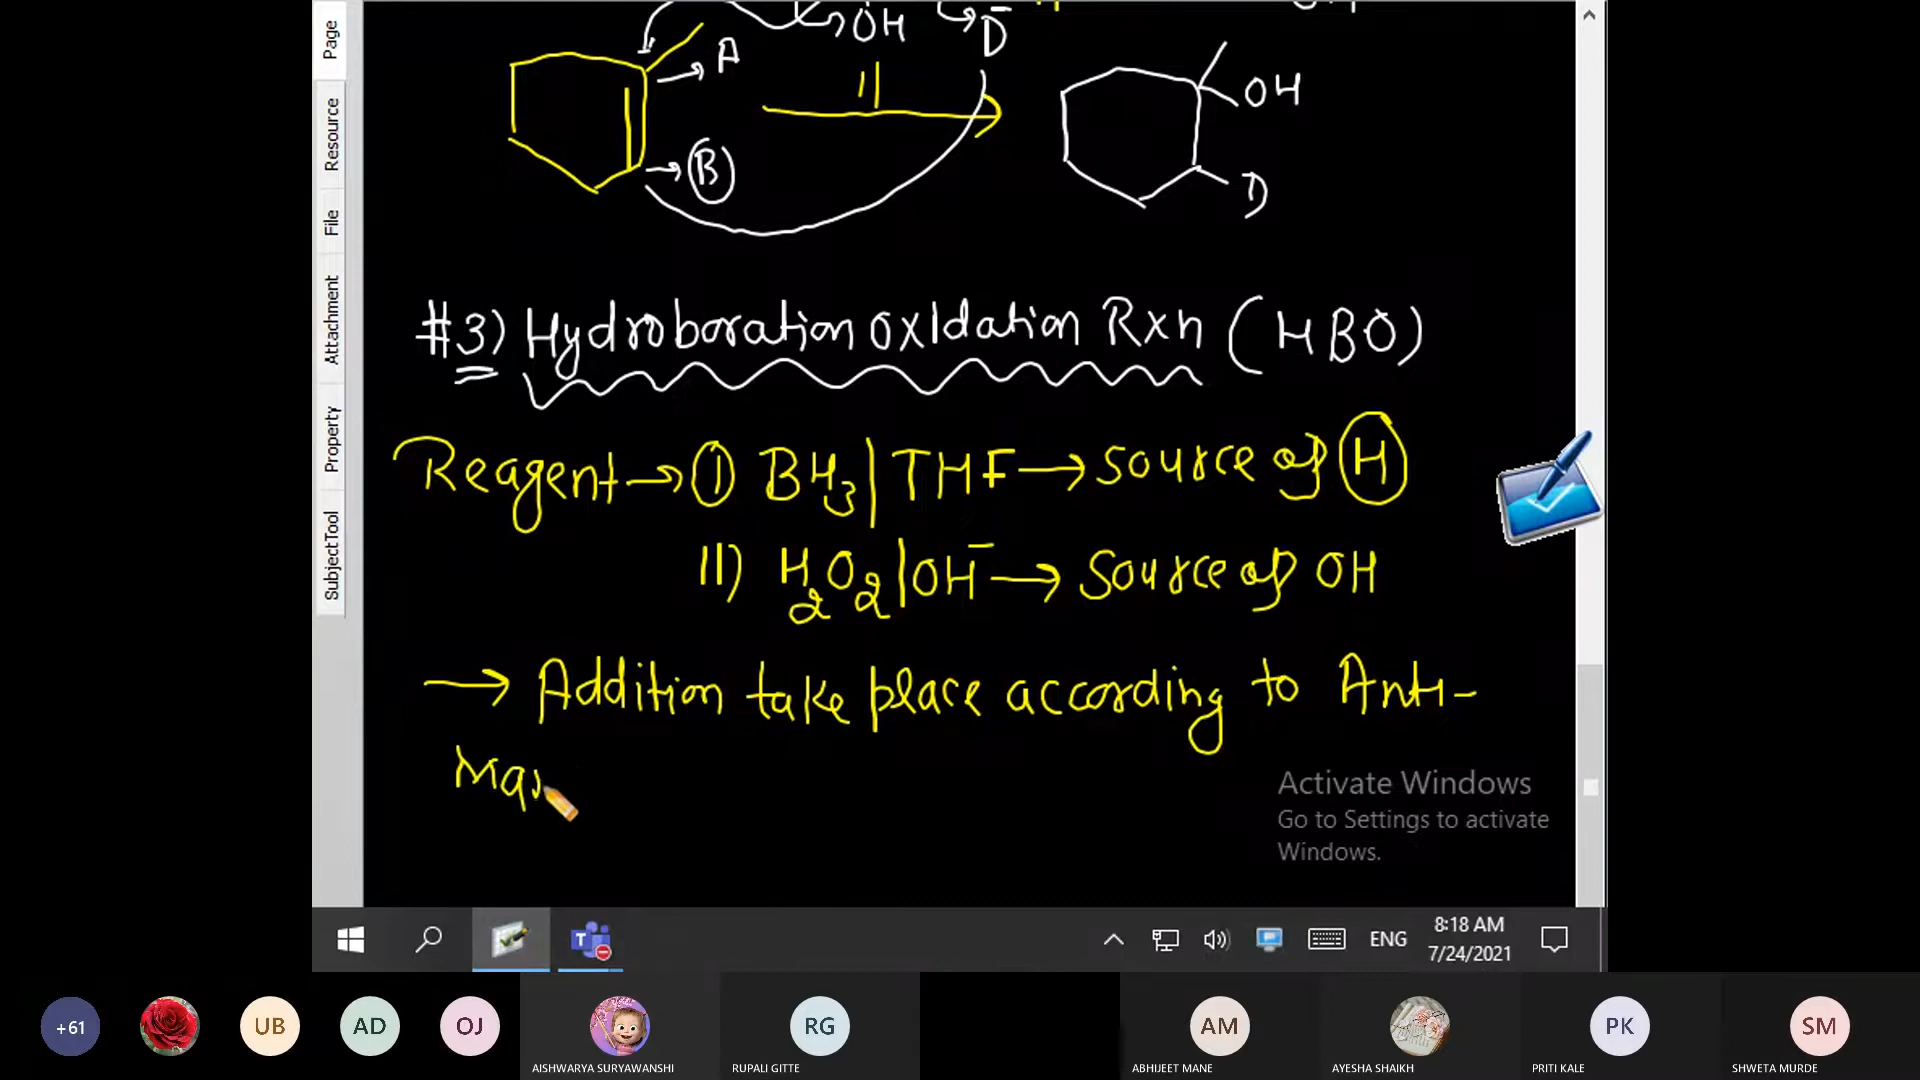 Page
Resource
File
Attachment
Property
SubjectTool
OH
D̄
A
B
OH
D
#3) Hydroboration oxidation Rxn (HBO)
Reagent → ① BH3 | THF → source of H
II) H2O2 | OH⁻ → Source of OH
→ Addition take place according to Anti-
Activate Windows
Go to Settings to activate
Windows.
ENG
8:18 AM
7/24/2021
+61
UB
AD
OJ
RG
AM
PK
SM
AISHWARYA SURYAWANSHI
RUPALI GITTE
ABHIJEET MANE
AYESHA SHAIKH
PRITI KALE
SHWETA MURDE